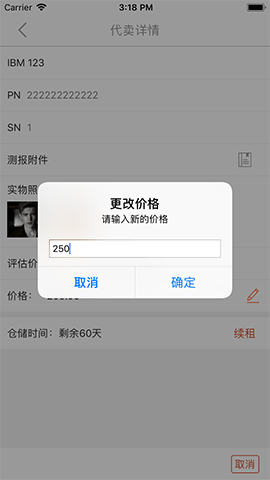 Carrier 3:18 PM
代卖详情
IBM 123
PN 222222222222
SN 1
测报附件
实物照
更改价格
请输入新的价格
250
取消 确定
评估价
价格:
仓储时间: 剩余60天 续租
取消